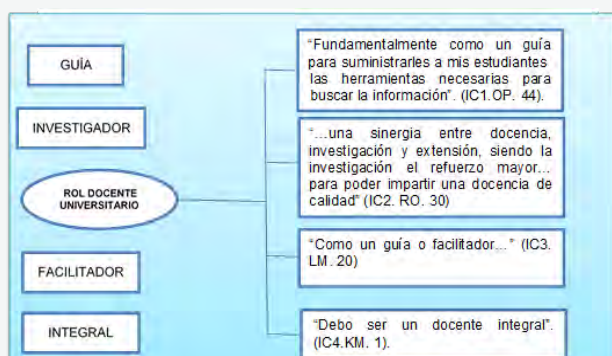 GUÍA
INVESTIGADOR
ROL DOCENTE
UNIVERSITARIO
FACILITADOR
INTEGRAL
“Fundamentalmente como un guía
para suministrarles a mis estudiantes
las herramientas necesarias para
buscar la información”. (IC1.OP. 44).
“…una sinergia entre docencia,
investigación y extensión, siendo la
investigación el refuerzo mayor…
para poder impartir una docencia de
calidad” (IC2. RO. 30)
“Como un guía o facilitador…” (IC3.
LM. 20)
“Debo ser un docente integral”.
(IC4.KM. 1).